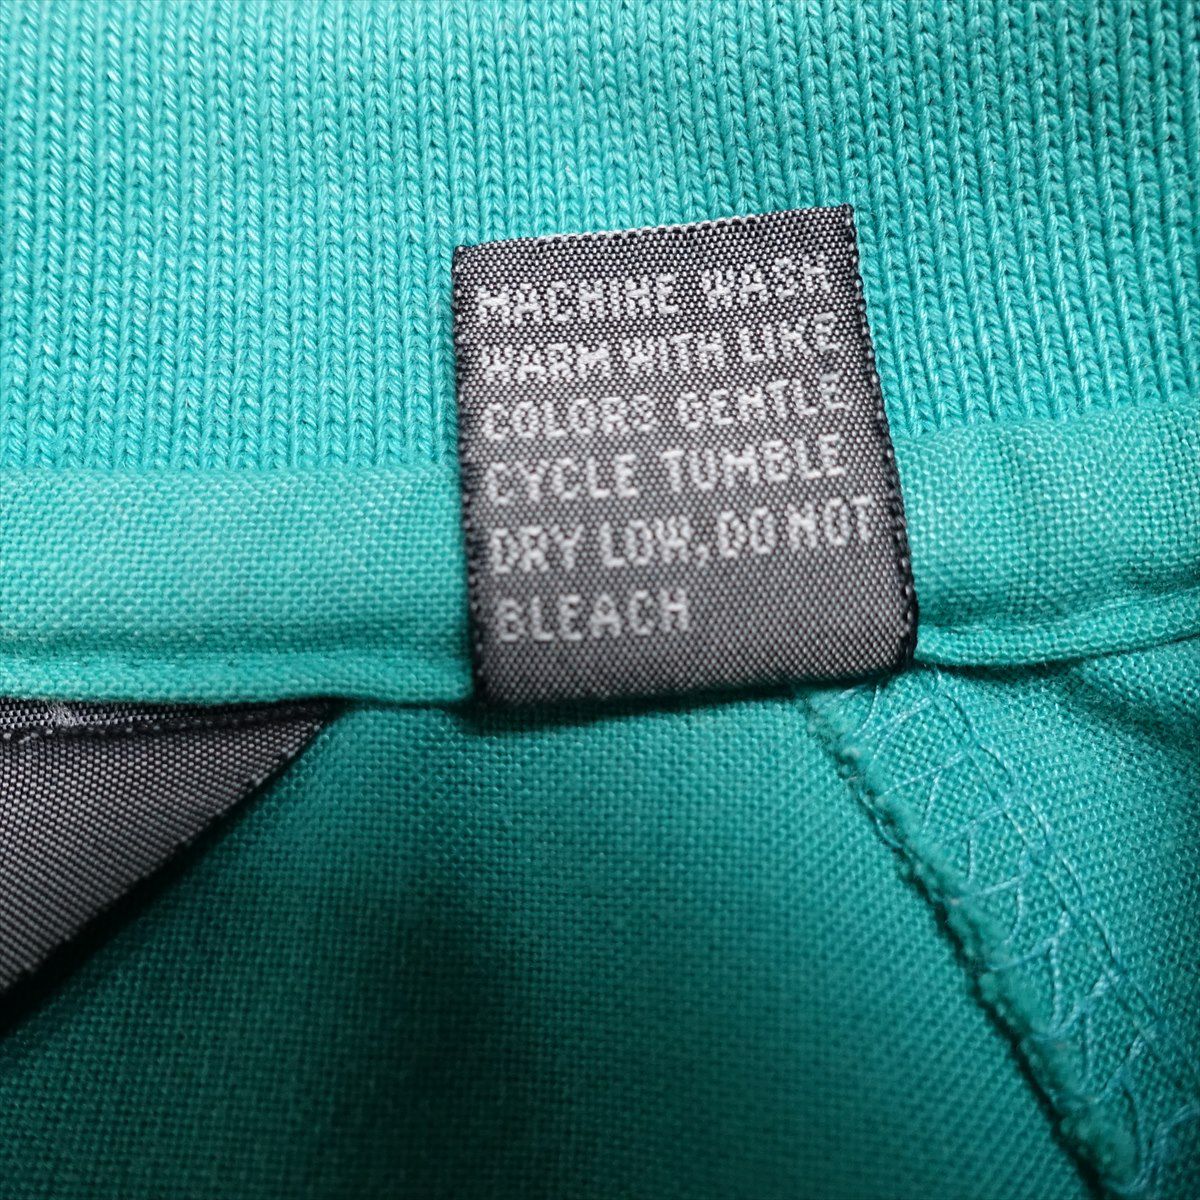 MACHINE WASH
WARM WITH LIKE
COLORS GENTLE
CYCLE TUMBLE
DRY LOW, DO NOT
BLEACH